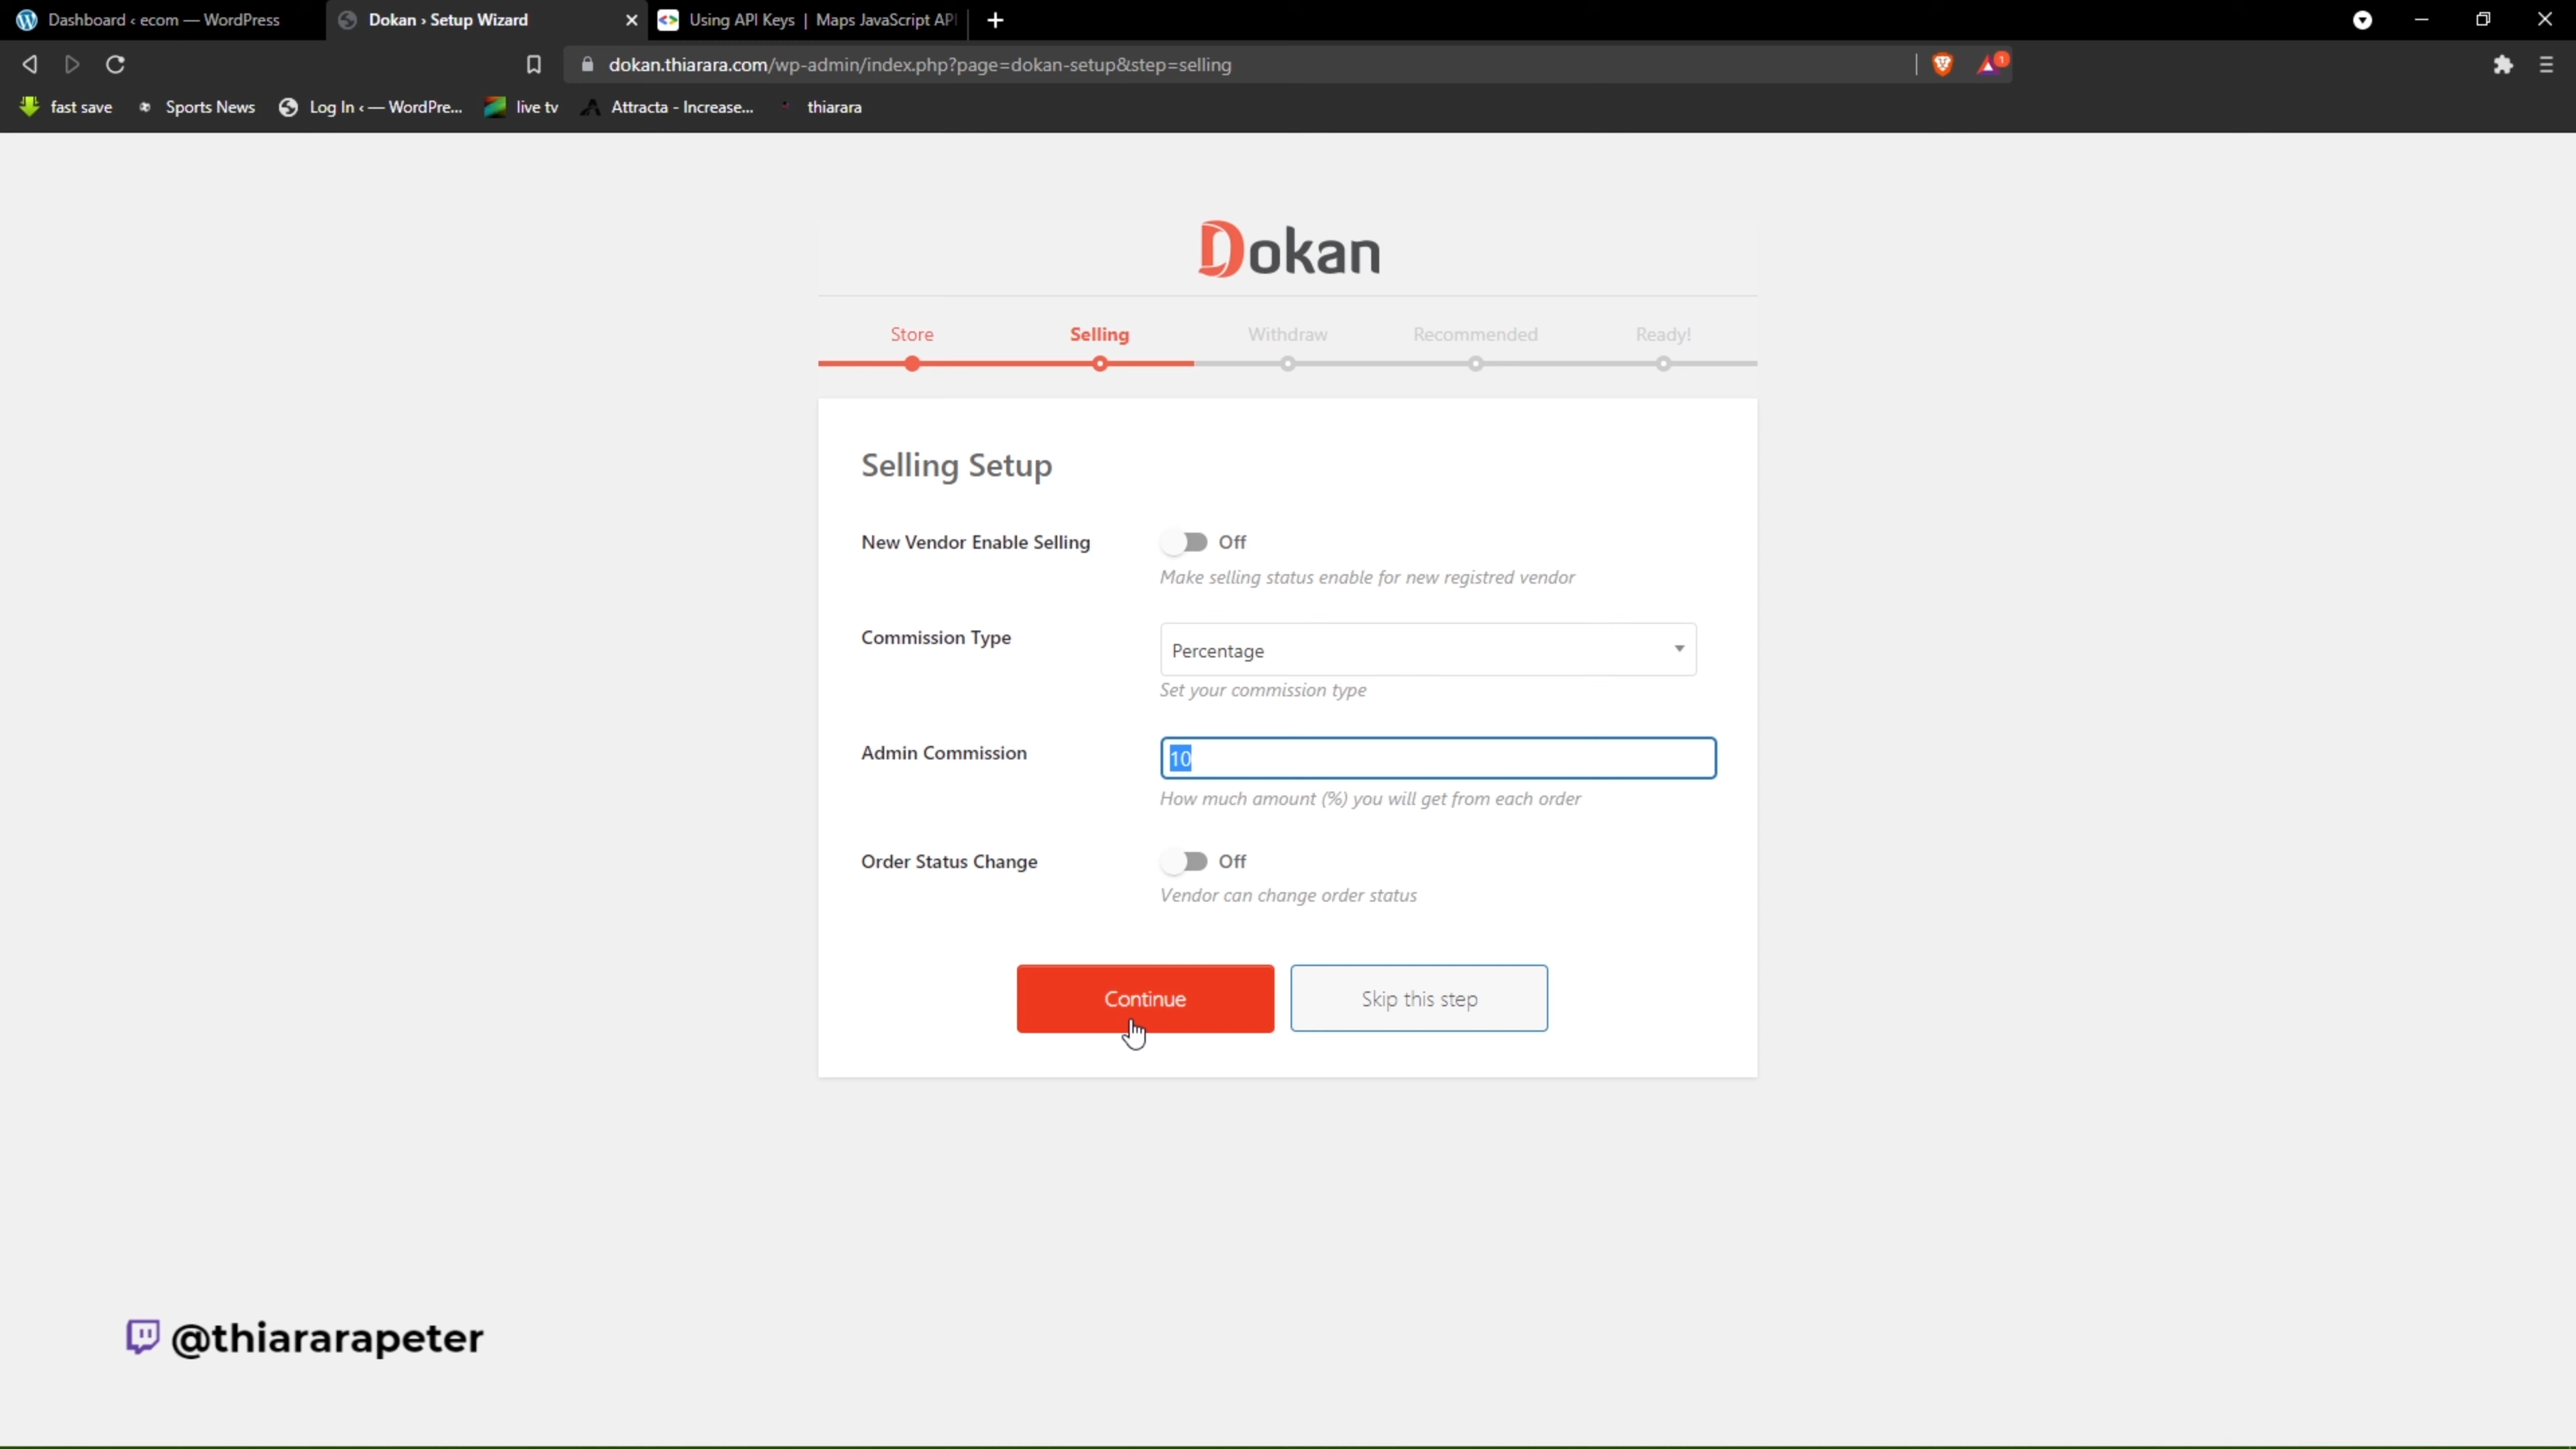 Dashboard ‹ ecom — WordPress
Dokan › Setup Wizard
Using API Keys | Maps JavaScript API
dokan.thiarara.com/wp-admin/index.php?page=dokan-setup&step=selling
1
fast save
Sports News
Log In ‹ — WordPre...
live tv
Attracta - Increase...
thiarara
Dokan
Store
Selling
Withdraw
Recommended
Ready!
Selling Setup
New Vendor Enable Selling
Off
Make selling status enable for new registred vendor
Commission Type
Percentage
Set your commission type
Admin Commission
10
How much amount (%) you will get from each order
Order Status Change
Off
Vendor can change order status
Continue
Skip this step
@thiararapeter